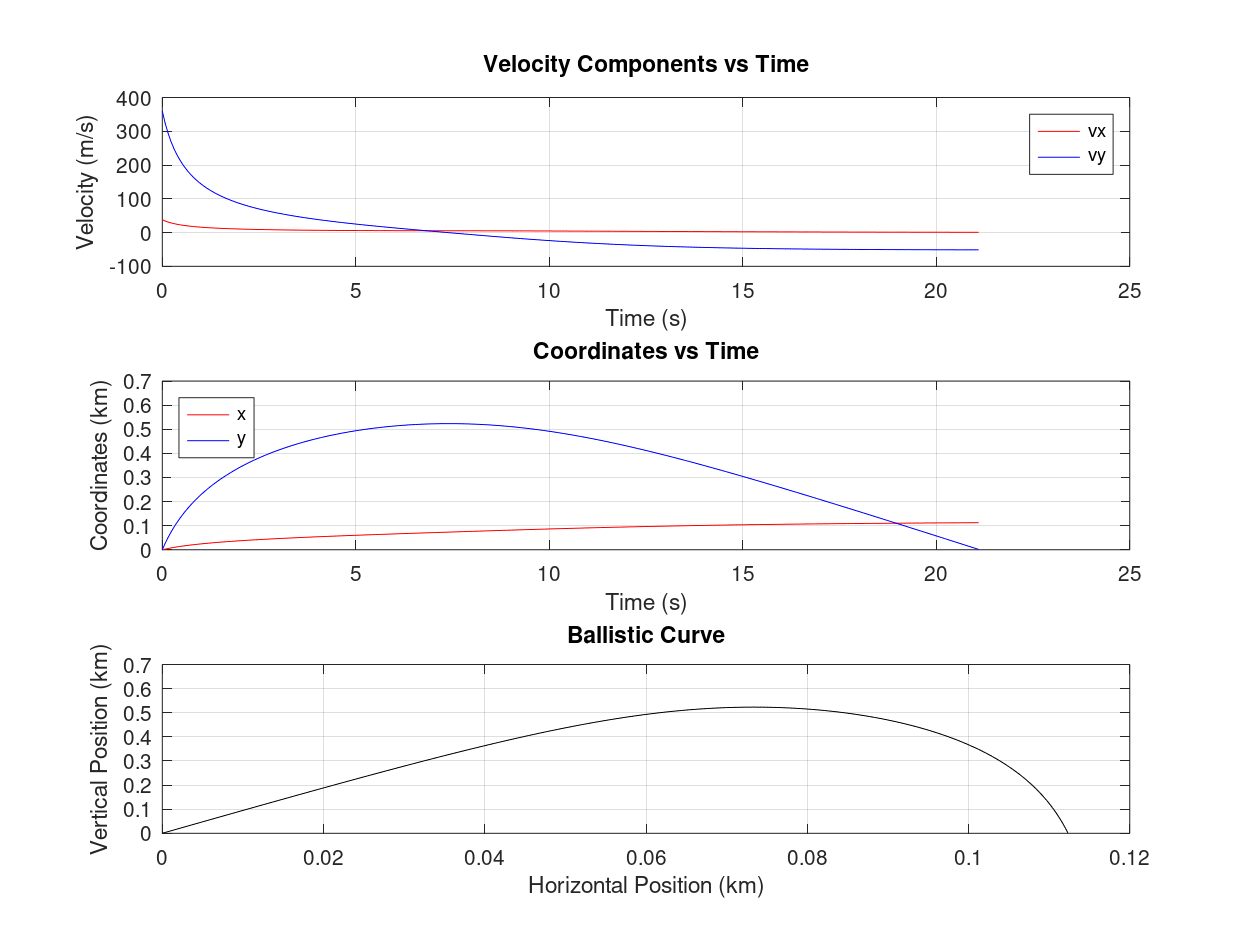 Velocity Components vs Time
Velocity (m/s)
400
300
200
100
0
-100
vx
vy
0 5 10 15 20 25
Time (s)
Coordinates vs Time
Coordinates (km)
0.7
0.6
0.5
0.4
0.3
0.2
0.1
0
x
y
0 5 10 15 20 25
Time (s)
Ballistic Curve
Vertical Position (km)
0.7
0.6
0.5
0.4
0.3
0.2
0.1
0
0 0.02 0.04 0.06 0.08 0.1 0.12
Horizontal Position (km)